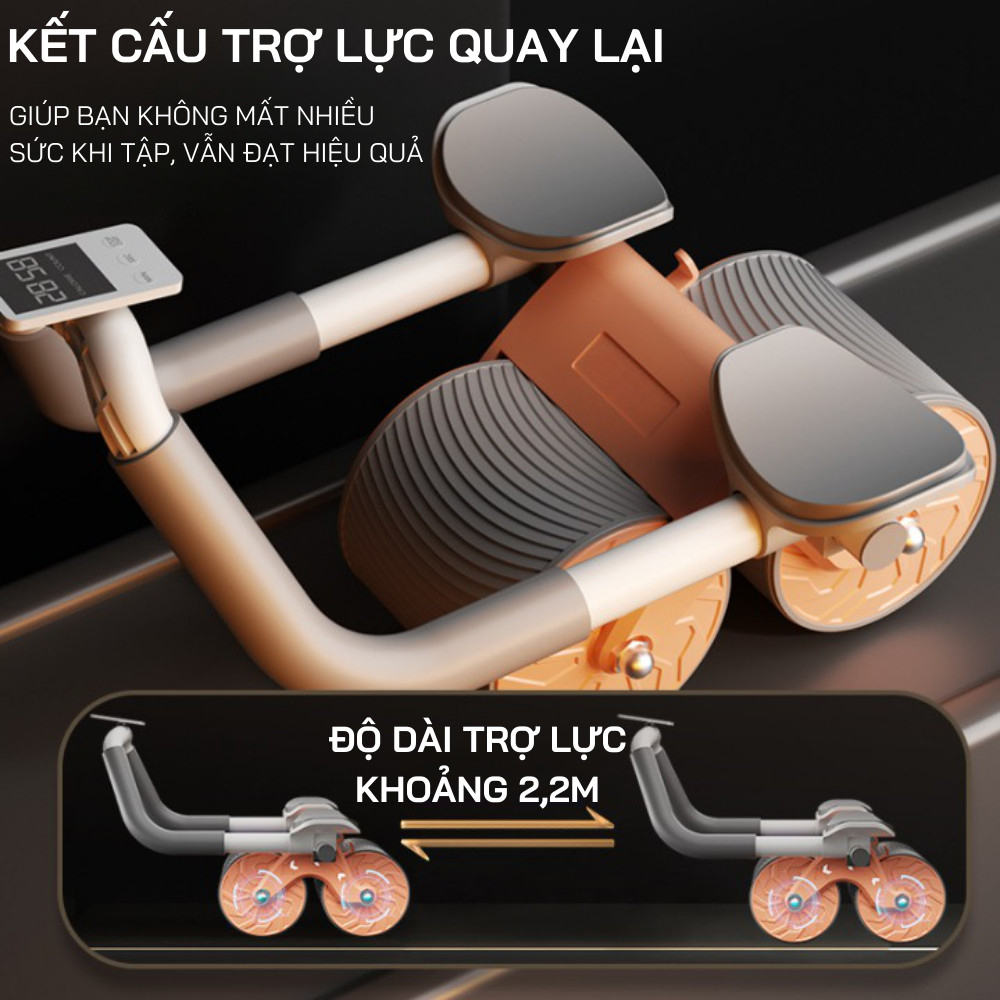 KẾT CẤU TRỢ LỰC QUAY LẠI
GIÚP BẠN KHÔNG MẤT NHIỀU
SỨC KHI TẬP, VẪN ĐẠT HIỆU QUẢ
8582
ĐỘ DÀI TRỢ LỰC
KHOẢNG 2,2M